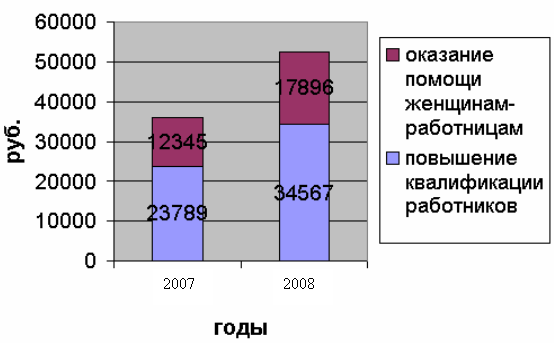 60000
50000
40000
30000
20000
10000
0
руб.
12345
23789
17896
34567
2007
2008
годы
оказание
помощи
женщинам-
работницам
повышение
квалификации
работников